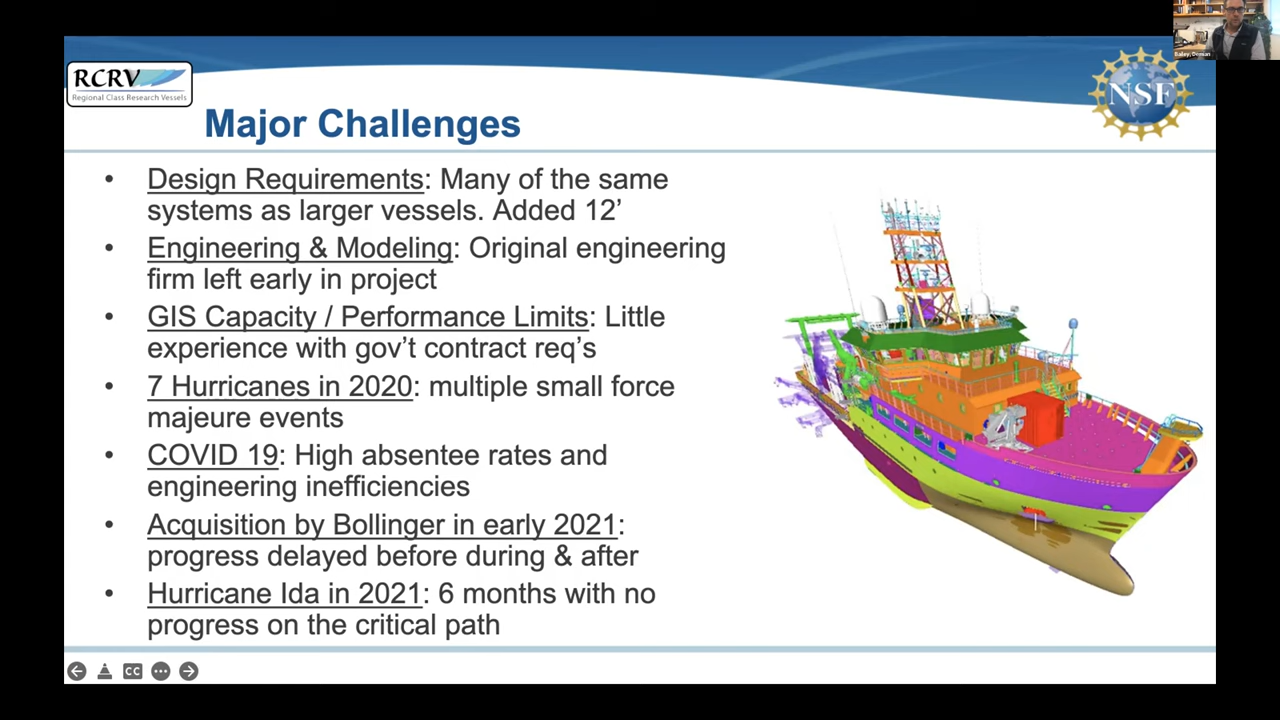 RCRV
Regional Class Research Vessels
NSF
Bailey, Demian
Major Challenges
• Design Requirements: Many of the same
systems as larger vessels. Added 12’
• Engineering & Modeling: Original engineering
firm left early in project
• GIS Capacity / Performance Limits: Little
experience with gov’t contract req’s
• 7 Hurricanes in 2020: multiple small force
majeure events
• COVID 19: High absentee rates and
engineering inefficiencies
• Acquisition by Bollinger in early 2021:
progress delayed before during & after
• Hurricane Ida in 2021: 6 months with no
progress on the critical path
CC